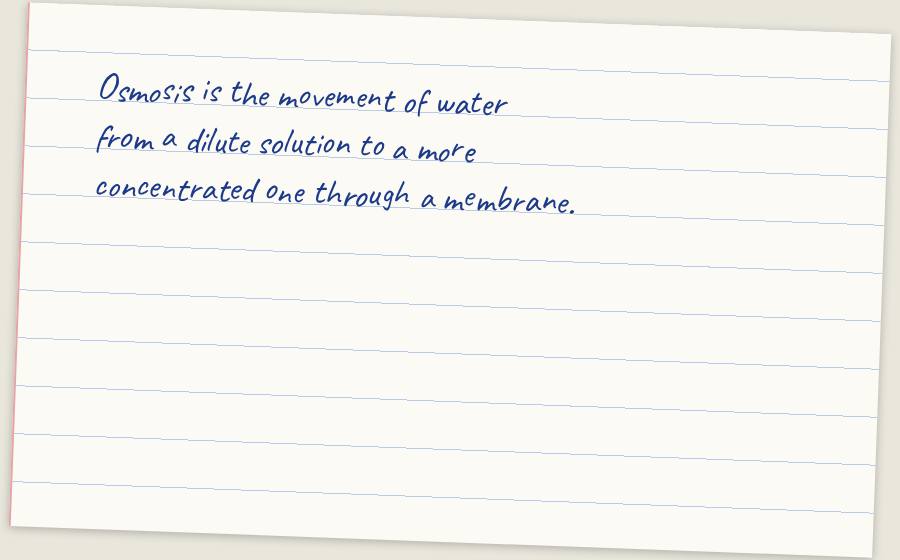 Osmosis is the movement of water
from a dilute solution to a more
concentrated one through a membrane.